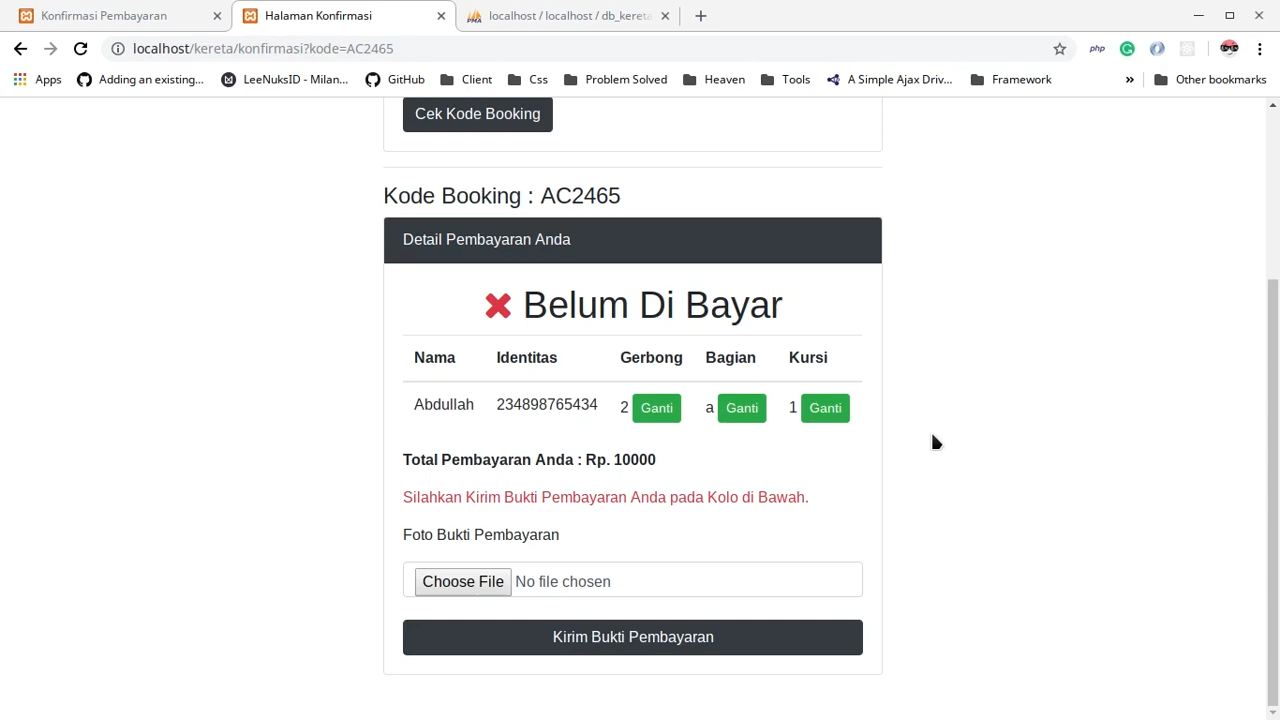 Konfirmasi Pembayaran
Halaman Konfirmasi
localhost / localhost / db_kereta
localhost/kereta/konfirmasi?kode=AC2465
php
Apps
Adding an existing...
LeeNuksID - Milan...
GitHub
Client
Css
Problem Solved
Heaven
Tools
A Simple Ajax Driv...
Framework
»
Other bookmarks
Cek Kode Booking
Kode Booking : AC2465
Detail Pembayaran Anda
Belum Di Bayar
Nama Identitas Gerbong Bagian Kursi
Abdullah 234898765434 2 Ganti a Ganti 1 Ganti
Total Pembayaran Anda : Rp. 10000
Silahkan Kirim Bukti Pembayaran Anda pada Kolo di Bawah.
Foto Bukti Pembayaran
Choose File No file chosen
Kirim Bukti Pembayaran